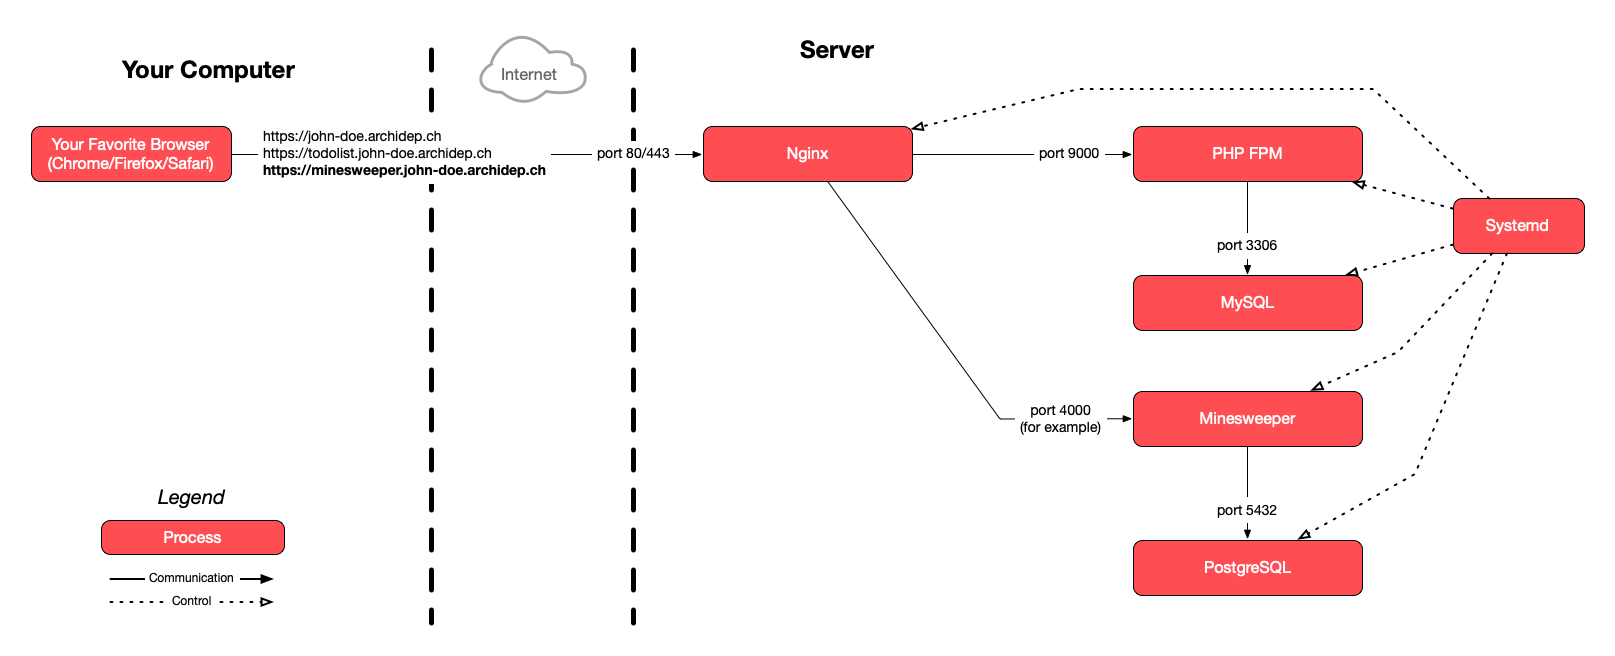 Your Computer
Internet
Server
Your Favorite Browser
(Chrome/Firefox/Safari)
https://john-doe.archidep.ch
https://todolist.john-doe.archidep.ch
https://minesweeper.john-doe.archidep.ch
port 80/443
Nginx
port 9000
PHP FPM
Systemd
port 3306
MySQL
port 4000
(for example)
Minesweeper
port 5432
PostgreSQL
Legend
Process
Communication
Control